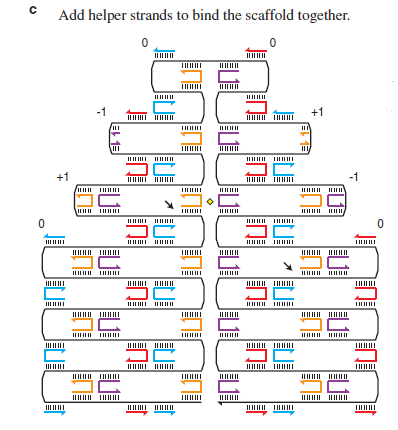 c Add helper strands to bind the scaffold together.
0 0
-1 +1
+1 -1
0 0